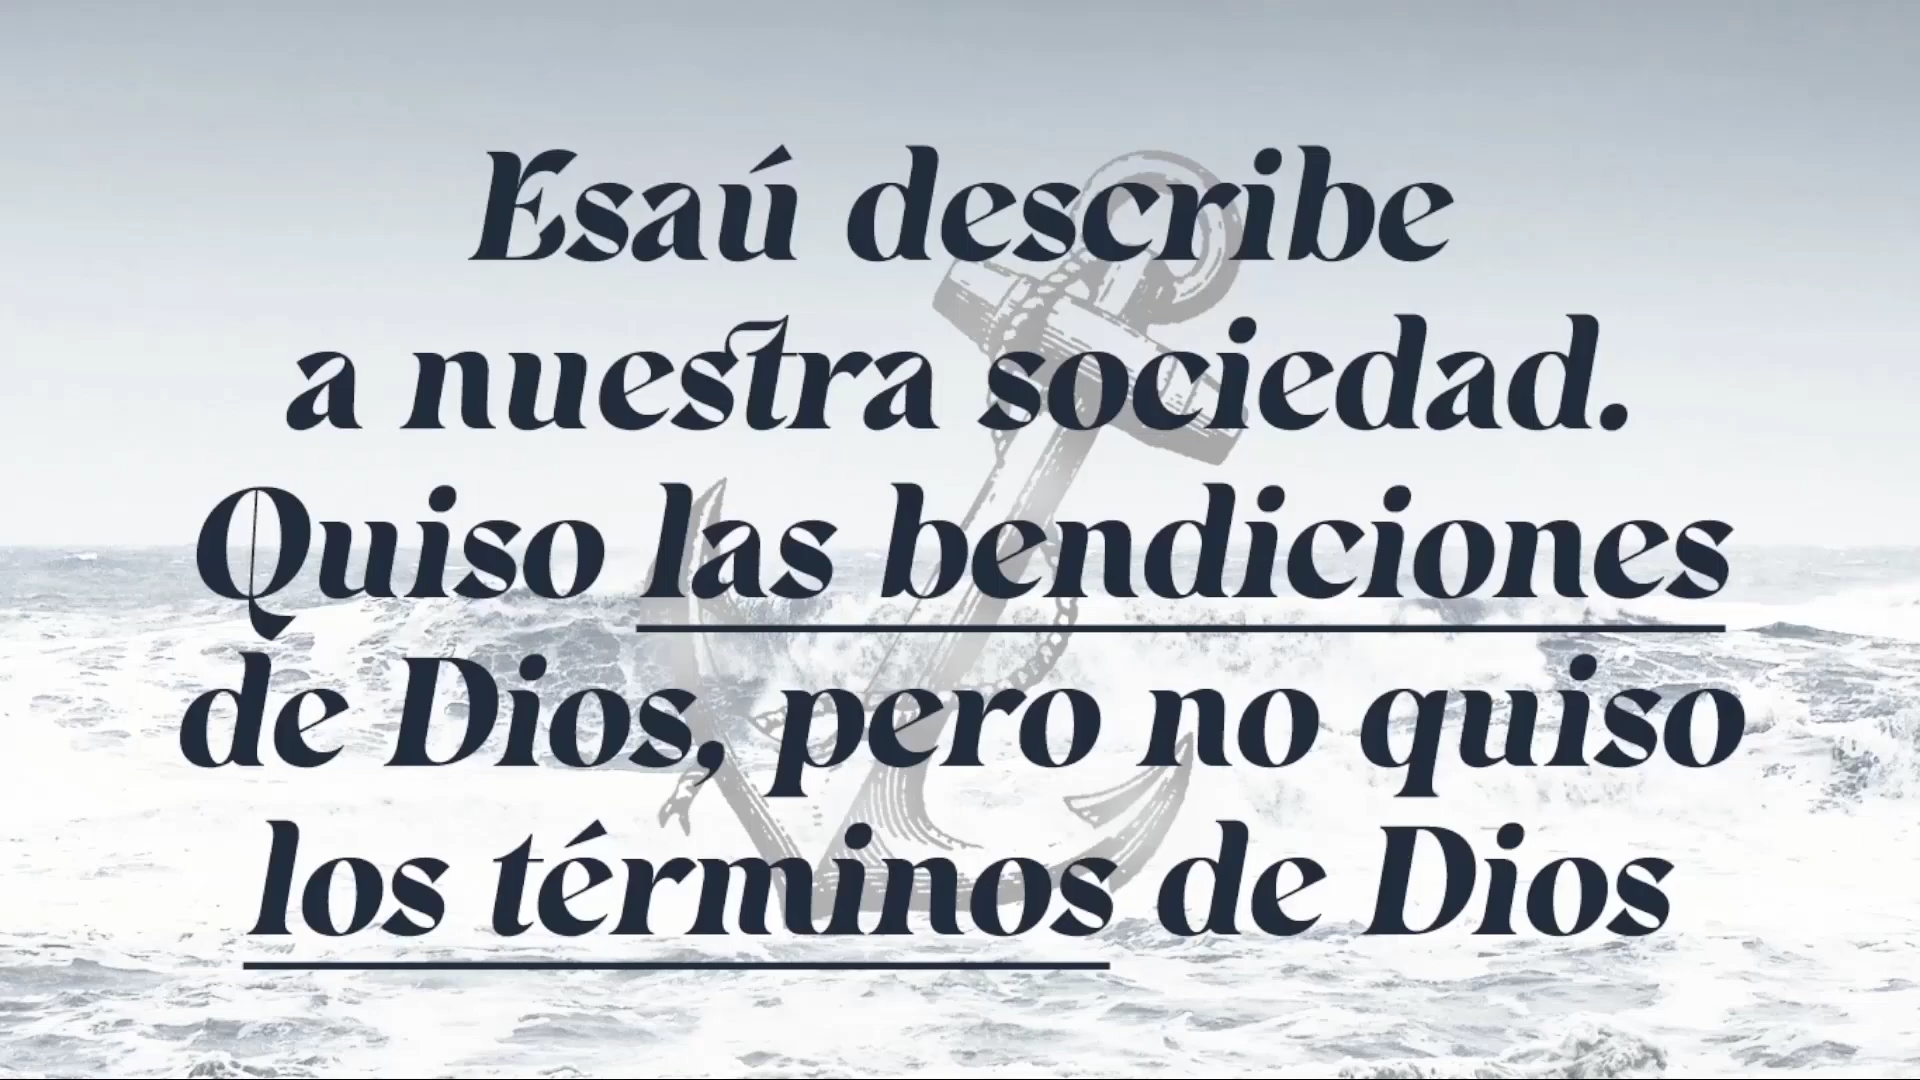 Esaú describe
a nuestra sociedad.
Quiso las bendiciones
de Dios, pero no quiso
los términos de Dios